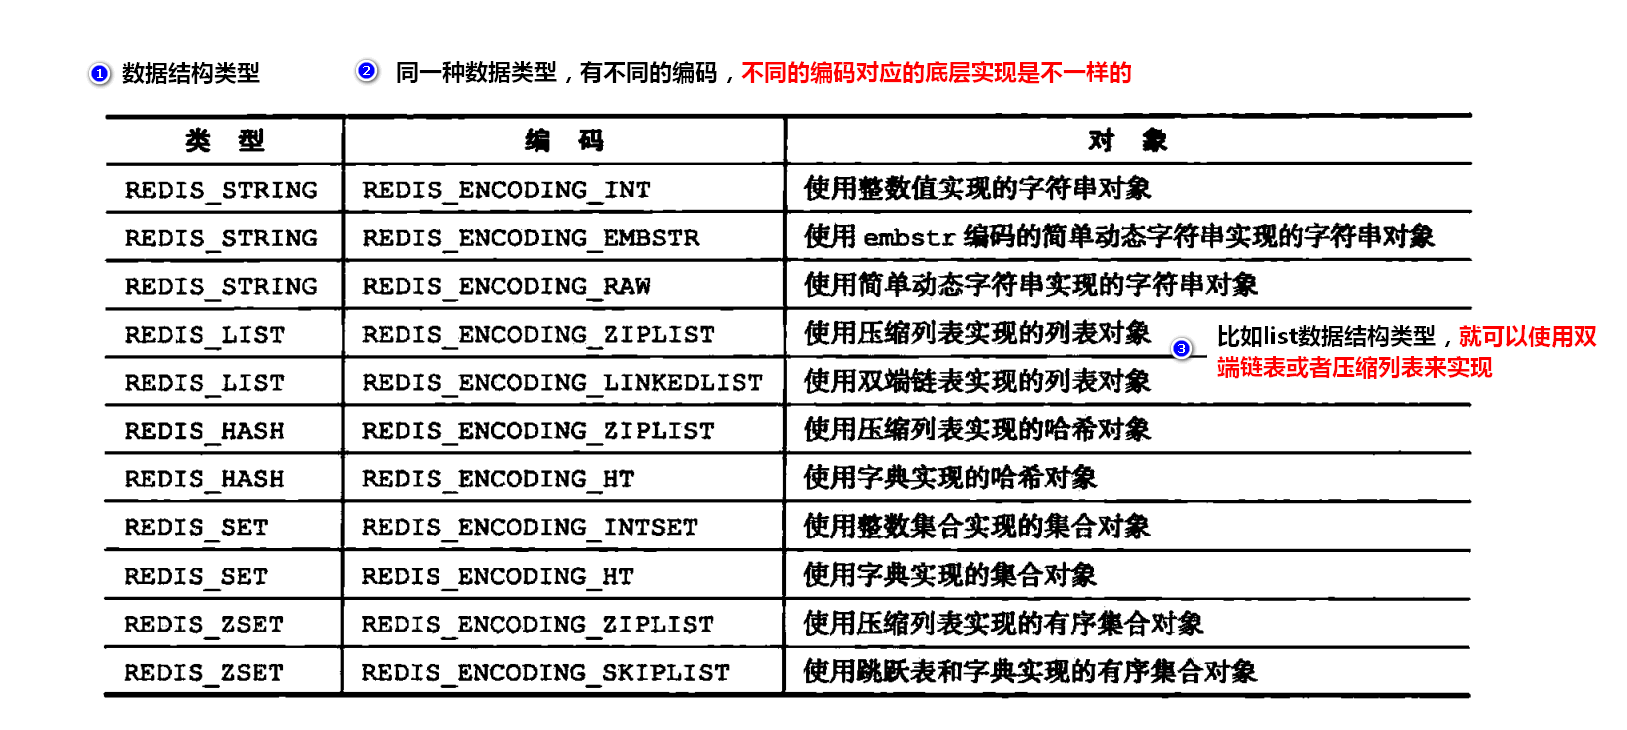 1 数据结构类型
2 同一种数据类型，有不同的编码，不同的编码对应的底层实现是不一样的
类 型 编 码 对 象
REDIS_STRING REDIS_ENCODING_INT 使用整数值实现的字符串对象
REDIS_STRING REDIS_ENCODING_EMBSTR 使用 embstr 编码的简单动态字符串实现的字符串对象
REDIS_STRING REDIS_ENCODING_RAW 使用简单动态字符串实现的字符串对象
REDIS_LIST REDIS_ENCODING_ZIPLIST 使用压缩列表实现的列表对象
REDIS_LIST REDIS_ENCODING_LINKEDLIST 使用双端链表实现的列表对象
3 比如list数据结构类型，就可以使用双
端链表或者压缩列表来实现
REDIS_HASH REDIS_ENCODING_ZIPLIST 使用压缩列表实现的哈希对象
REDIS_HASH REDIS_ENCODING_HT 使用字典实现的哈希对象
REDIS_SET REDIS_ENCODING_INTSET 使用整数集合实现的集合对象
REDIS_SET REDIS_ENCODING_HT 使用字典实现的集合对象
REDIS_ZSET REDIS_ENCODING_ZIPLIST 使用压缩列表实现的有序集合对象
REDIS_ZSET REDIS_ENCODING_SKIPLIST 使用跳跃表和字典实现的有序集合对象